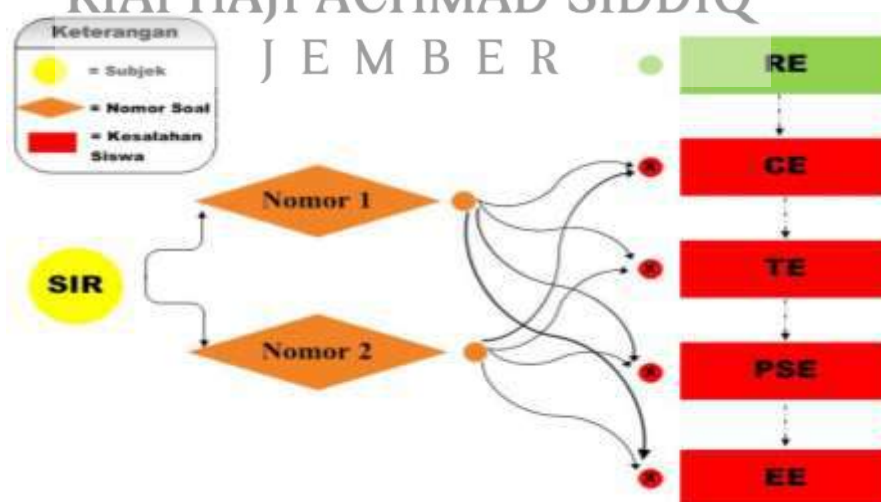 KIAI HAJI ACHMAD SIDDIQ
JEMBER
Keterangan
= Subjek
= Nomor Soal
= Kesalahan
Siswa
RE
Nomor 1
CE
SIR
TE
Nomor 2
PSE
EE